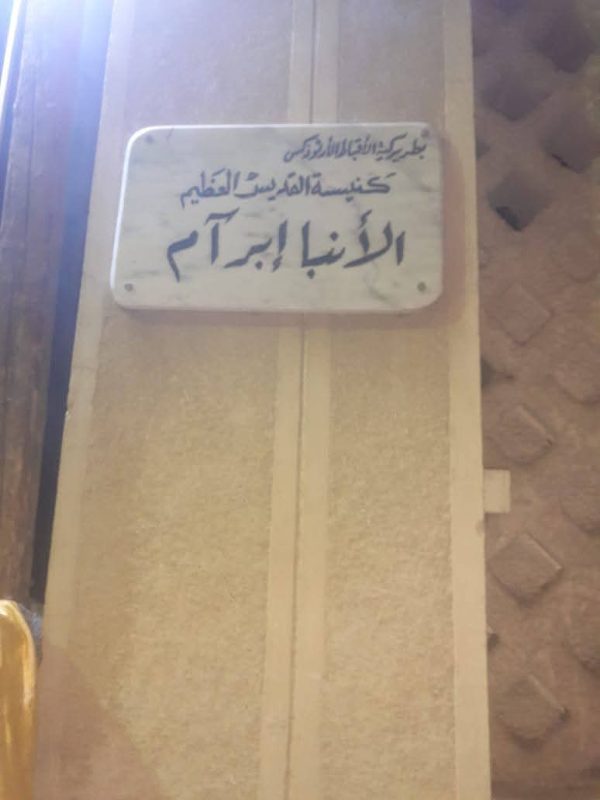 بطريركية الأقباط الأرثوذكس
كنيسة القديس العظيم
الأنبا إبرآم